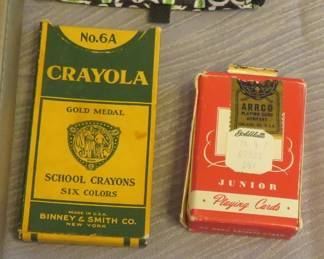 No. 6A
CRAYOLA
GOLD MEDAL
SCHOOL CRAYONS
SIX COLORS
MADE IN U.S.A.
BINNEY & SMITH CO.
NEW YORK
ARRCO
PLAYING CARD
COMPANY
JUNIOR
Playing Cards